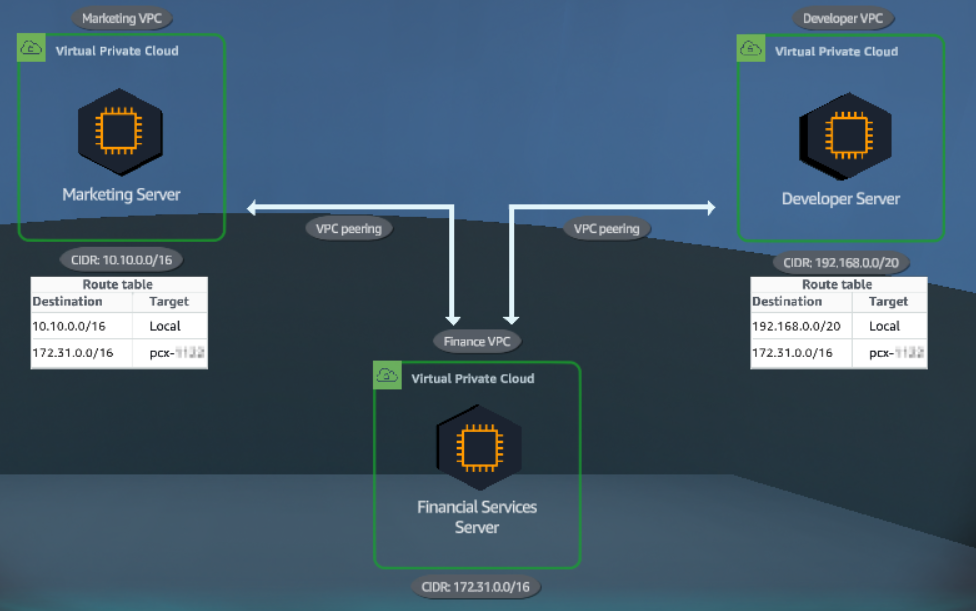 Marketing VPC
Virtual Private Cloud
Marketing Server
CIDR: 10.10.0.0/16
Route table
Destination Target
10.10.0.0/16 Local
172.31.0.0/16 pcx-
VPC peering
VPC peering
Developer VPC
Virtual Private Cloud
Developer Server
CIDR: 192.168.0.0/20
Route table
Destination Target
192.168.0.0/20 Local
172.31.0.0/16 pcx-
Finance VPC
Virtual Private Cloud
Financial Services
Server
CIDR: 172.31.0.0/16